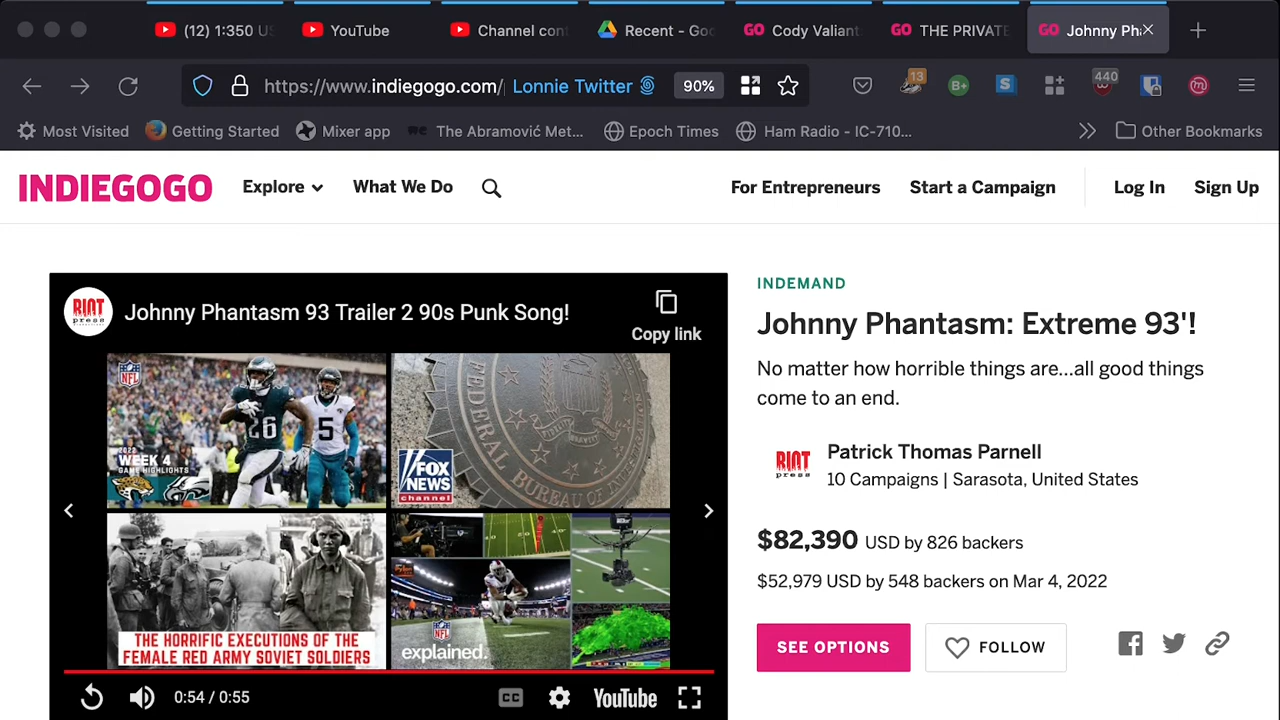 (12) 1:350 US
YouTube
Channel con
Recent - Goo
GO Cody Valiant
GO THE PRIVATE
GO Johnny Pha
https://www.indiegogo.com/ Lonnie Twitter
90%
13
B+
S
440
m
Most Visited
Getting Started
Mixer app
The Abramović Met...
Epoch Times
Ham Radio - IC-710...
Other Bookmarks
INDIEGOGO
Explore
What We Do
For Entrepreneurs
Start a Campaign
Log In
Sign Up
RIOT
press
Johnny Phantasm 93 Trailer 2 90s Punk Song!
Copy link
NFL
26
5
2022
WEEK 4
GAME HIGHLIGHTS
FEDERAL BUREAU OF
FOX
NEWS
channel
THE HORRIFIC EXECUTIONS OF THE
FEMALE RED ARMY SOVIET SOLDIERS
NFL
explained.
0:54 / 0:55
CC
YouTube
INDEMAND
Johnny Phantasm: Extreme 93'!
No matter how horrible things are...all good things
come to an end.
RIOT
press
Patrick Thomas Parnell
10 Campaigns | Sarasota, United States
$82,390 USD by 826 backers
$52,979 USD by 548 backers on Mar 4, 2022
SEE OPTIONS
FOLLOW